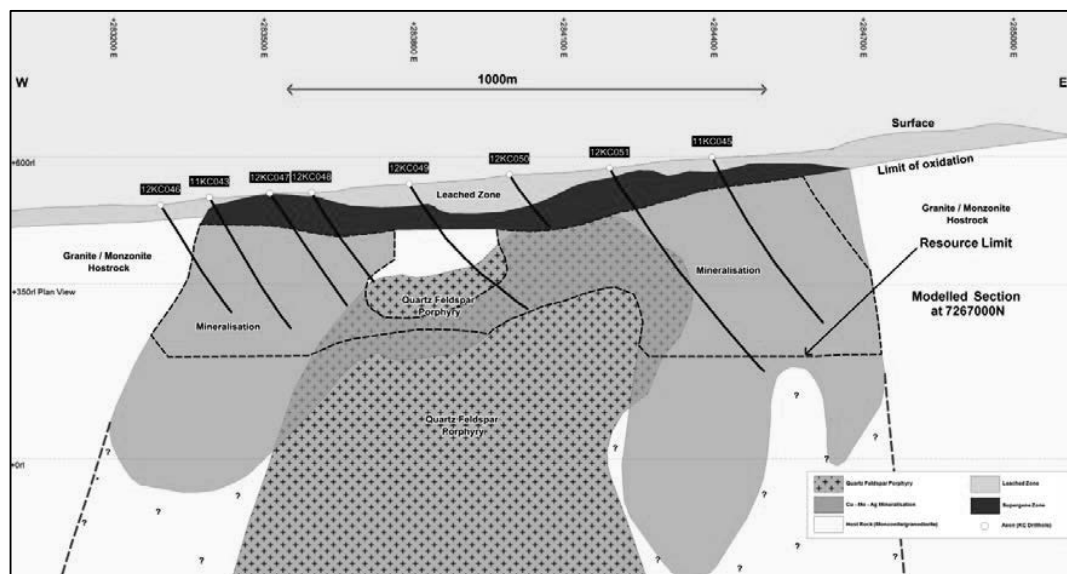 +283200 E
+283500 E
+283800 E
+284100 E
+284400 E
+284700 E
+285000 E
W
E
1000m
Surface
+600rl
12KC046
11KC043
12KC047
12KC048
12KC049
12KC050
12KC051
11KC045
Limit of oxidation
Leached Zone
Granite / Monzonite
Hostrock
Granite / Monzonite
Hostrock
Resource Limit
Mineralisation
+350rl Plan View
Quartz Feldspar
Porphyry
Modelled Section
at 7267000N
Mineralisation
Quartz Feldspar
Porphyry
+0rl
? ? ? ? ? ? ? ? ? ? ? ?
Quartz Feldspar Porphyry
Leached Zone
Cu - Mo - Ag Mineralisation
Supergene Zone